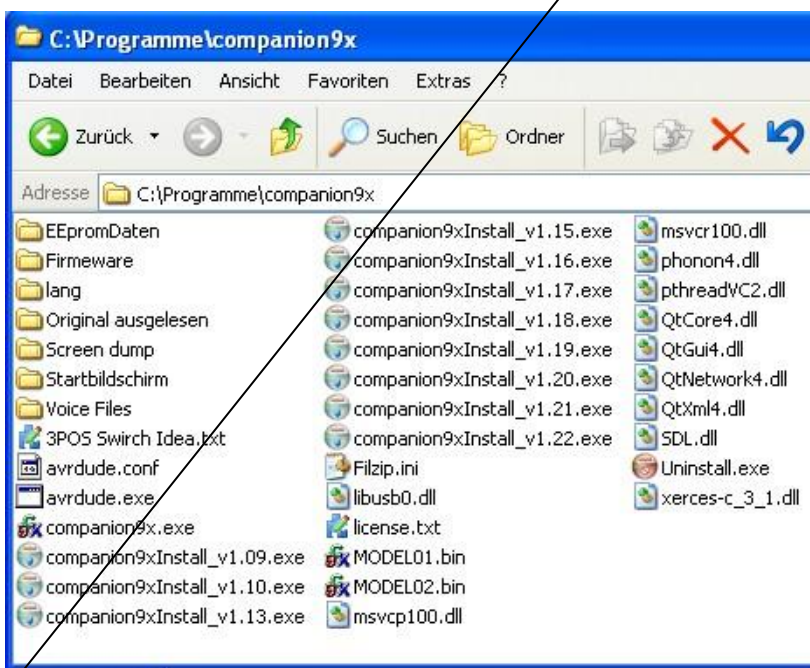 C:\Programme\companion9x
Datei Bearbeiten Ansicht Favoriten Extras ?
Zurück Suchen Ordner
Adresse C:\Programme\companion9x
EEpromDaten
Firmeware
lang
Original ausgelesen
Screen dump
Startbildschirm
Voice Files
3POS Swirch Idea.txt
avrdude.conf
avrdude.exe
companion9x.exe
companion9xInstall_v1.09.exe
companion9xInstall_v1.10.exe
companion9xInstall_v1.13.exe
companion9xInstall_v1.15.exe
companion9xInstall_v1.16.exe
companion9xInstall_v1.17.exe
companion9xInstall_v1.18.exe
companion9xInstall_v1.19.exe
companion9xInstall_v1.20.exe
companion9xInstall_v1.21.exe
companion9xInstall_v1.22.exe
Filzip.ini
libusb0.dll
license.txt
MODEL01.bin
MODEL02.bin
msvcp100.dll
msvcr100.dll
phonon4.dll
pthreadVC2.dll
QtCore4.dll
QtGui4.dll
QtNetwork4.dll
QtXml4.dll
SDL.dll
Uninstall.exe
xerces-c_3_1.dll